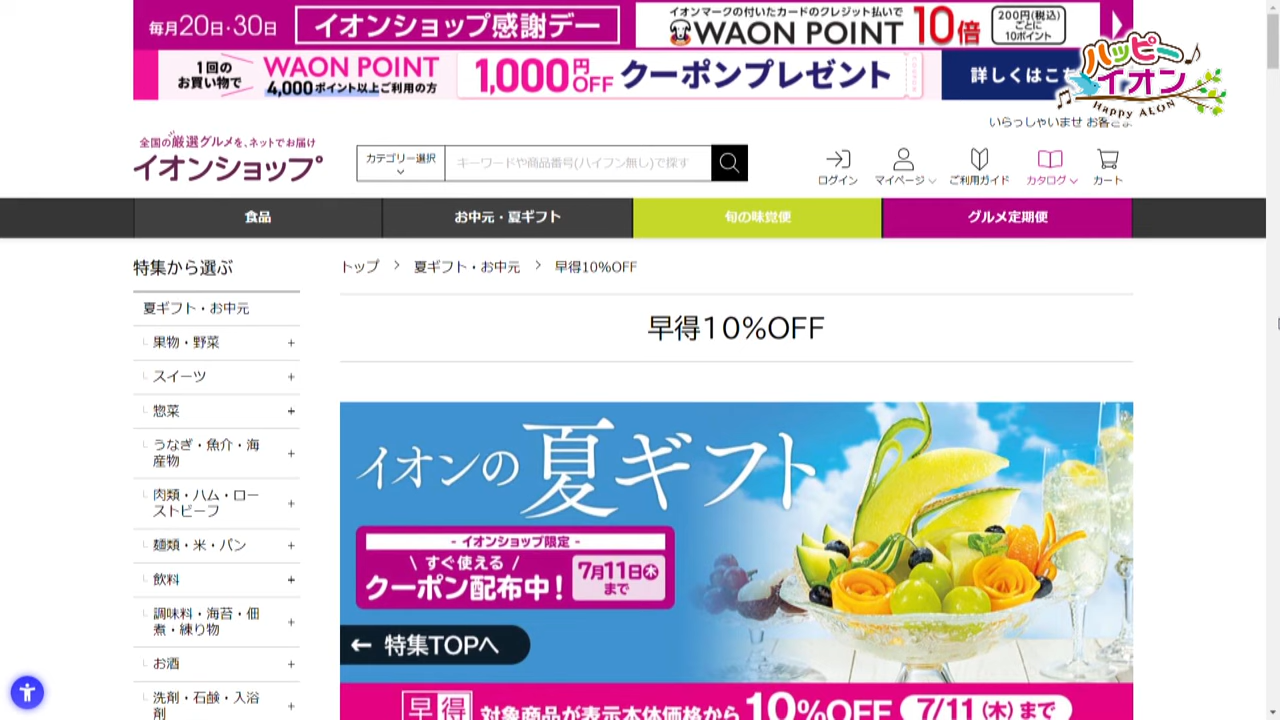 毎月20日・30日
イオンショップ感謝デー
イオンマークの付いたカードのクレジット払いで
WAON POINT 10倍
200円(税込)
ごとに
10ポイント
1回の
お買い物で
WAON POINT
4,000ポイント以上ご利用の方
1,000円OFF クーポンプレゼント
COUPON
詳しくはこち
ハッピー
イオン
Happy AEON
いらっしゃいませ お客さま
全国の厳選グルメを、ネットでお届け
イオンショップ
カテゴリー選択
キーワードや商品番号(ハイフン無し)で探す
ログイン
マイページ
ご利用ガイド
カタログ
カート
食品
お中元・夏ギフト
旬の味覚便
グルメ定期便
特集から選ぶ
夏ギフト・お中元
果物・野菜 +
スイーツ +
惣菜 +
うなぎ・魚介・海
産物 +
肉類・ハム・ロー
ストビーフ +
麺類・米・パン +
飲料 +
調味料・海苔・佃
煮・練り物 +
お酒 +
洗剤・石鹸・入浴
剤 +
トップ > 夏ギフト・お中元 > 早得10%OFF
早得10%OFF
イオンの夏ギフト
- イオンショップ限定 -
\ すぐ使える /
クーポン配布中!
7月11日木
まで
← 特集TOPへ
早得 対象商品が表示本体価格から10%OFF 7/11(木)まで